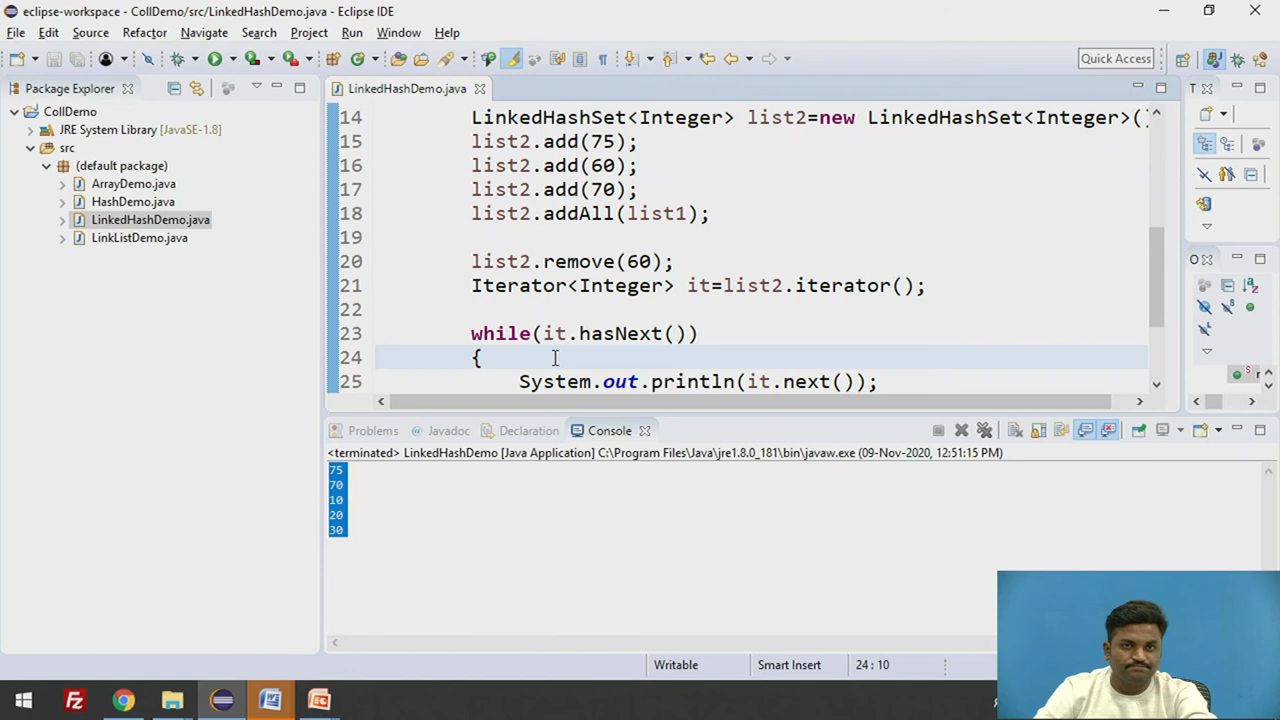 eclipse-workspace - CollDemo/src/LinkedHashDemo.java - Eclipse IDE
File Edit Source Refactor Navigate Search Project Run Window Help
Quick Access
Package Explorer
CollDemo
JRE System Library [JavaSE-1.8]
src
(default package)
ArrayDemo.java
HashDemo.java
LinkedHashDemo.java
LinkListDemo.java
LinkedHashDemo.java
14 LinkedHashSet<Integer> list2=new LinkedHashSet<Integer>()
15 list2.add(75);
16 list2.add(60);
17 list2.add(70);
18 list2.addAll(list1);
19
20 list2.remove(60);
21 Iterator<Integer> it=list2.iterator();
22
23 while(it.hasNext())
24 {
25 System.out.println(it.next());
T
O
Problems Javadoc Declaration Console
<terminated> LinkedHashDemo [Java Application] C:\Program Files\Java\jre1.8.0_181\bin\javaw.exe (09-Nov-2020, 12:51:15 PM)
75
70
10
20
30
Writable Smart Insert 24 : 10